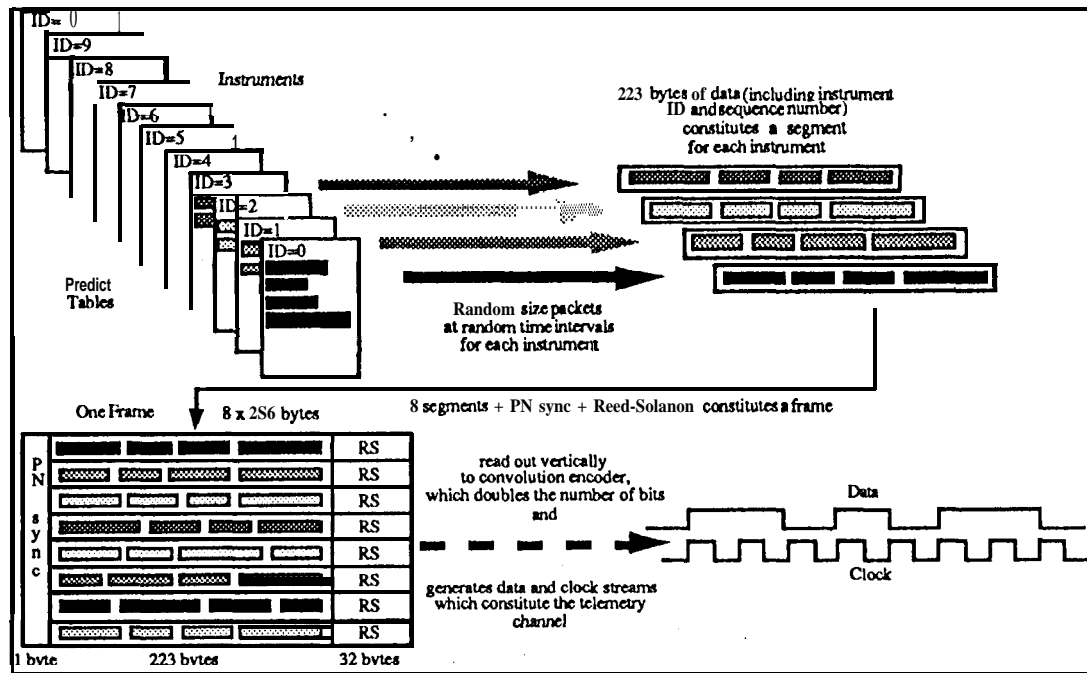 ID= 0
ID=9
ID=8
ID=7
ID=6
ID=5
ID=4
ID=3
ID=2
ID=1
ID=0
Instruments
Predict
Tables
223 bytes of data (including instrument
ID and sequence number)
constitutes a segment
for each instrument
Random size packets
at random time intervals
for each instrument
8 segments + PN sync + Reed-Solanon constitutes a frame
One Frame
8 x 2S6 bytes
PN
sync
RS
RS
RS
RS
RS
RS
RS
RS
1 byte
223 bytes
32 bytes
read out vertically
to convolution encoder,
which doubles the number of bits
and
generates data and clock streams
which constitute the telemetry
channel
Data
Clock